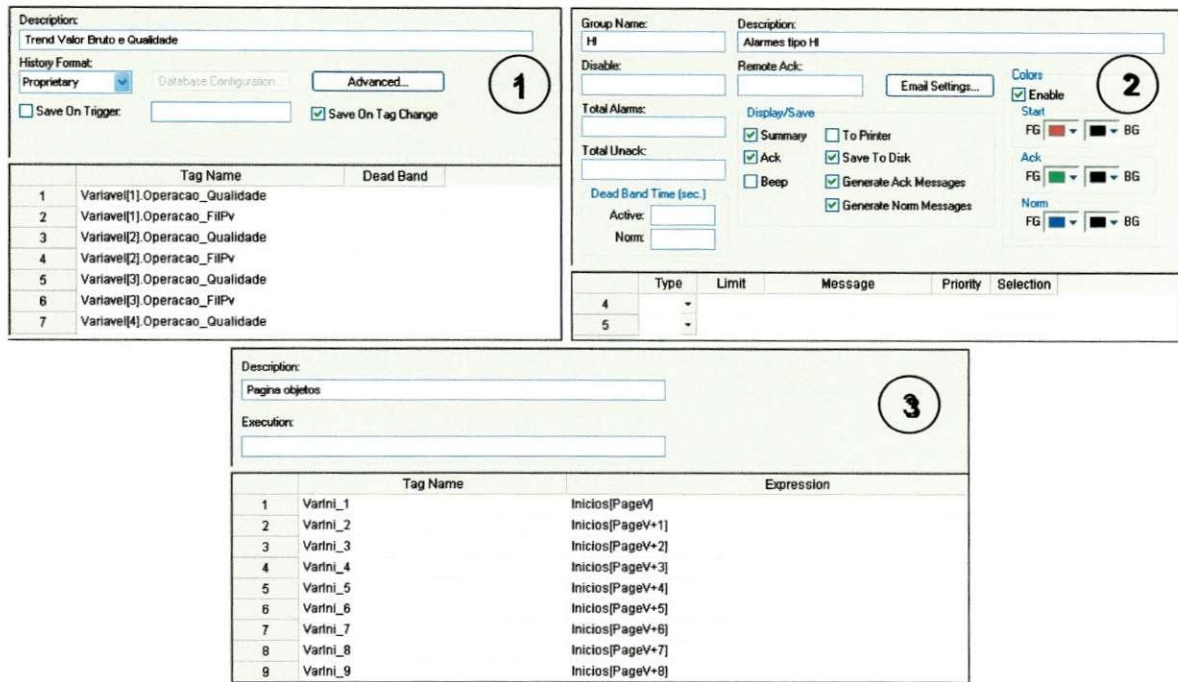 Description:
Trend Valor Bruto e Qualidade
History Format:
Proprietary
Database Configuration...
Advanced...
Save On Trigger:
Save On Tag Change
1
Tag Name Dead Band
1 Variavel[1].Operacao_Qualidade
2 Variavel[1].Operacao_FilPv
3 Variavel[2].Operacao_Qualidade
4 Variavel[2].Operacao_FilPv
5 Variavel[3].Operacao_Qualidade
6 Variavel[3].Operacao_FilPv
7 Variavel[4].Operacao_Qualidade
Group Name: Description:
HI Alarmes tipo HI
Disable: Remote Ack:
Email Settings...
Total Alarms:
Total Unack:
Dead Band Time (sec.)
Active:
Norm:
Display/Save
Summary To Printer
Ack Save To Disk
Beep Generate Ack Messages
Generate Norm Messages
Colors
Enable
2
Start
FG BG
Ack
FG BG
Norm
FG BG
Type Limit Message Priority Selection
4
5
Description:
Pagina objetos
Execution:
3
Tag Name Expression
1 VarIni_1 Inicios[PageV]
2 VarIni_2 Inicios[PageV+1]
3 VarIni_3 Inicios[PageV+2]
4 VarIni_4 Inicios[PageV+3]
5 VarIni_5 Inicios[PageV+4]
6 VarIni_6 Inicios[PageV+5]
7 VarIni_7 Inicios[PageV+6]
8 VarIni_8 Inicios[PageV+7]
9 VarIni_9 Inicios[PageV+8]